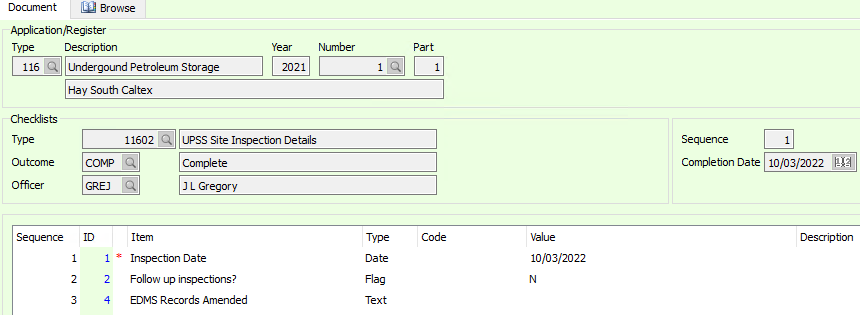 Document Browse
Application/Register
Type Description Year Number Part
116 Undergound Petroleum Storage 2021 1 1
Hay South Caltex
Checklists
Type 11602 UPSS Site Inspection Details Sequence 1
Outcome COMP Complete Completion Date 10/03/2022
Officer GREJ J L Gregory
Sequence ID Item Type Code Value Description
1 1 * Inspection Date Date 10/03/2022
2 2 Follow up inspections? Flag N
3 4 EDMS Records Amended Text